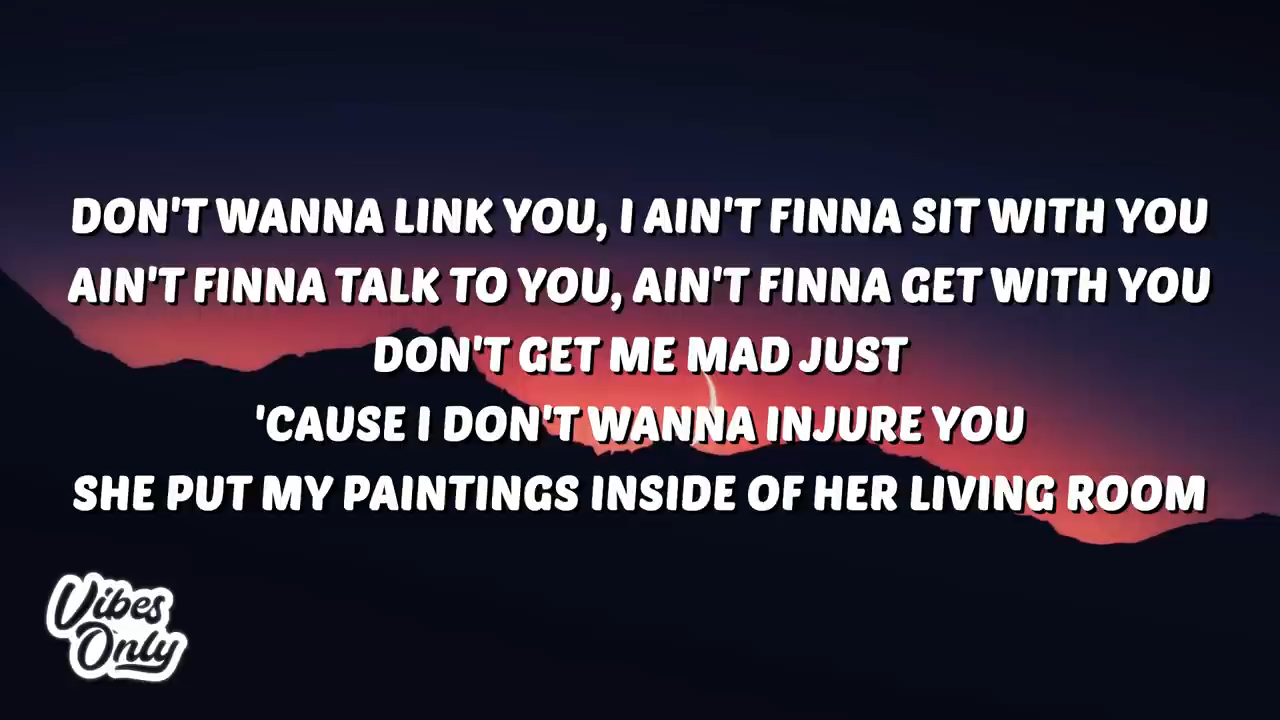 DON'T WANNA LINK YOU, I AIN'T FINNA SIT WITH YOU
AIN'T FINNA TALK TO YOU, AIN'T FINNA GET WITH YOU
DON'T GET ME MAD JUST
'CAUSE I DON'T WANNA INJURE YOU
SHE PUT MY PAINTINGS INSIDE OF HER LIVING ROOM
Vibes
Only